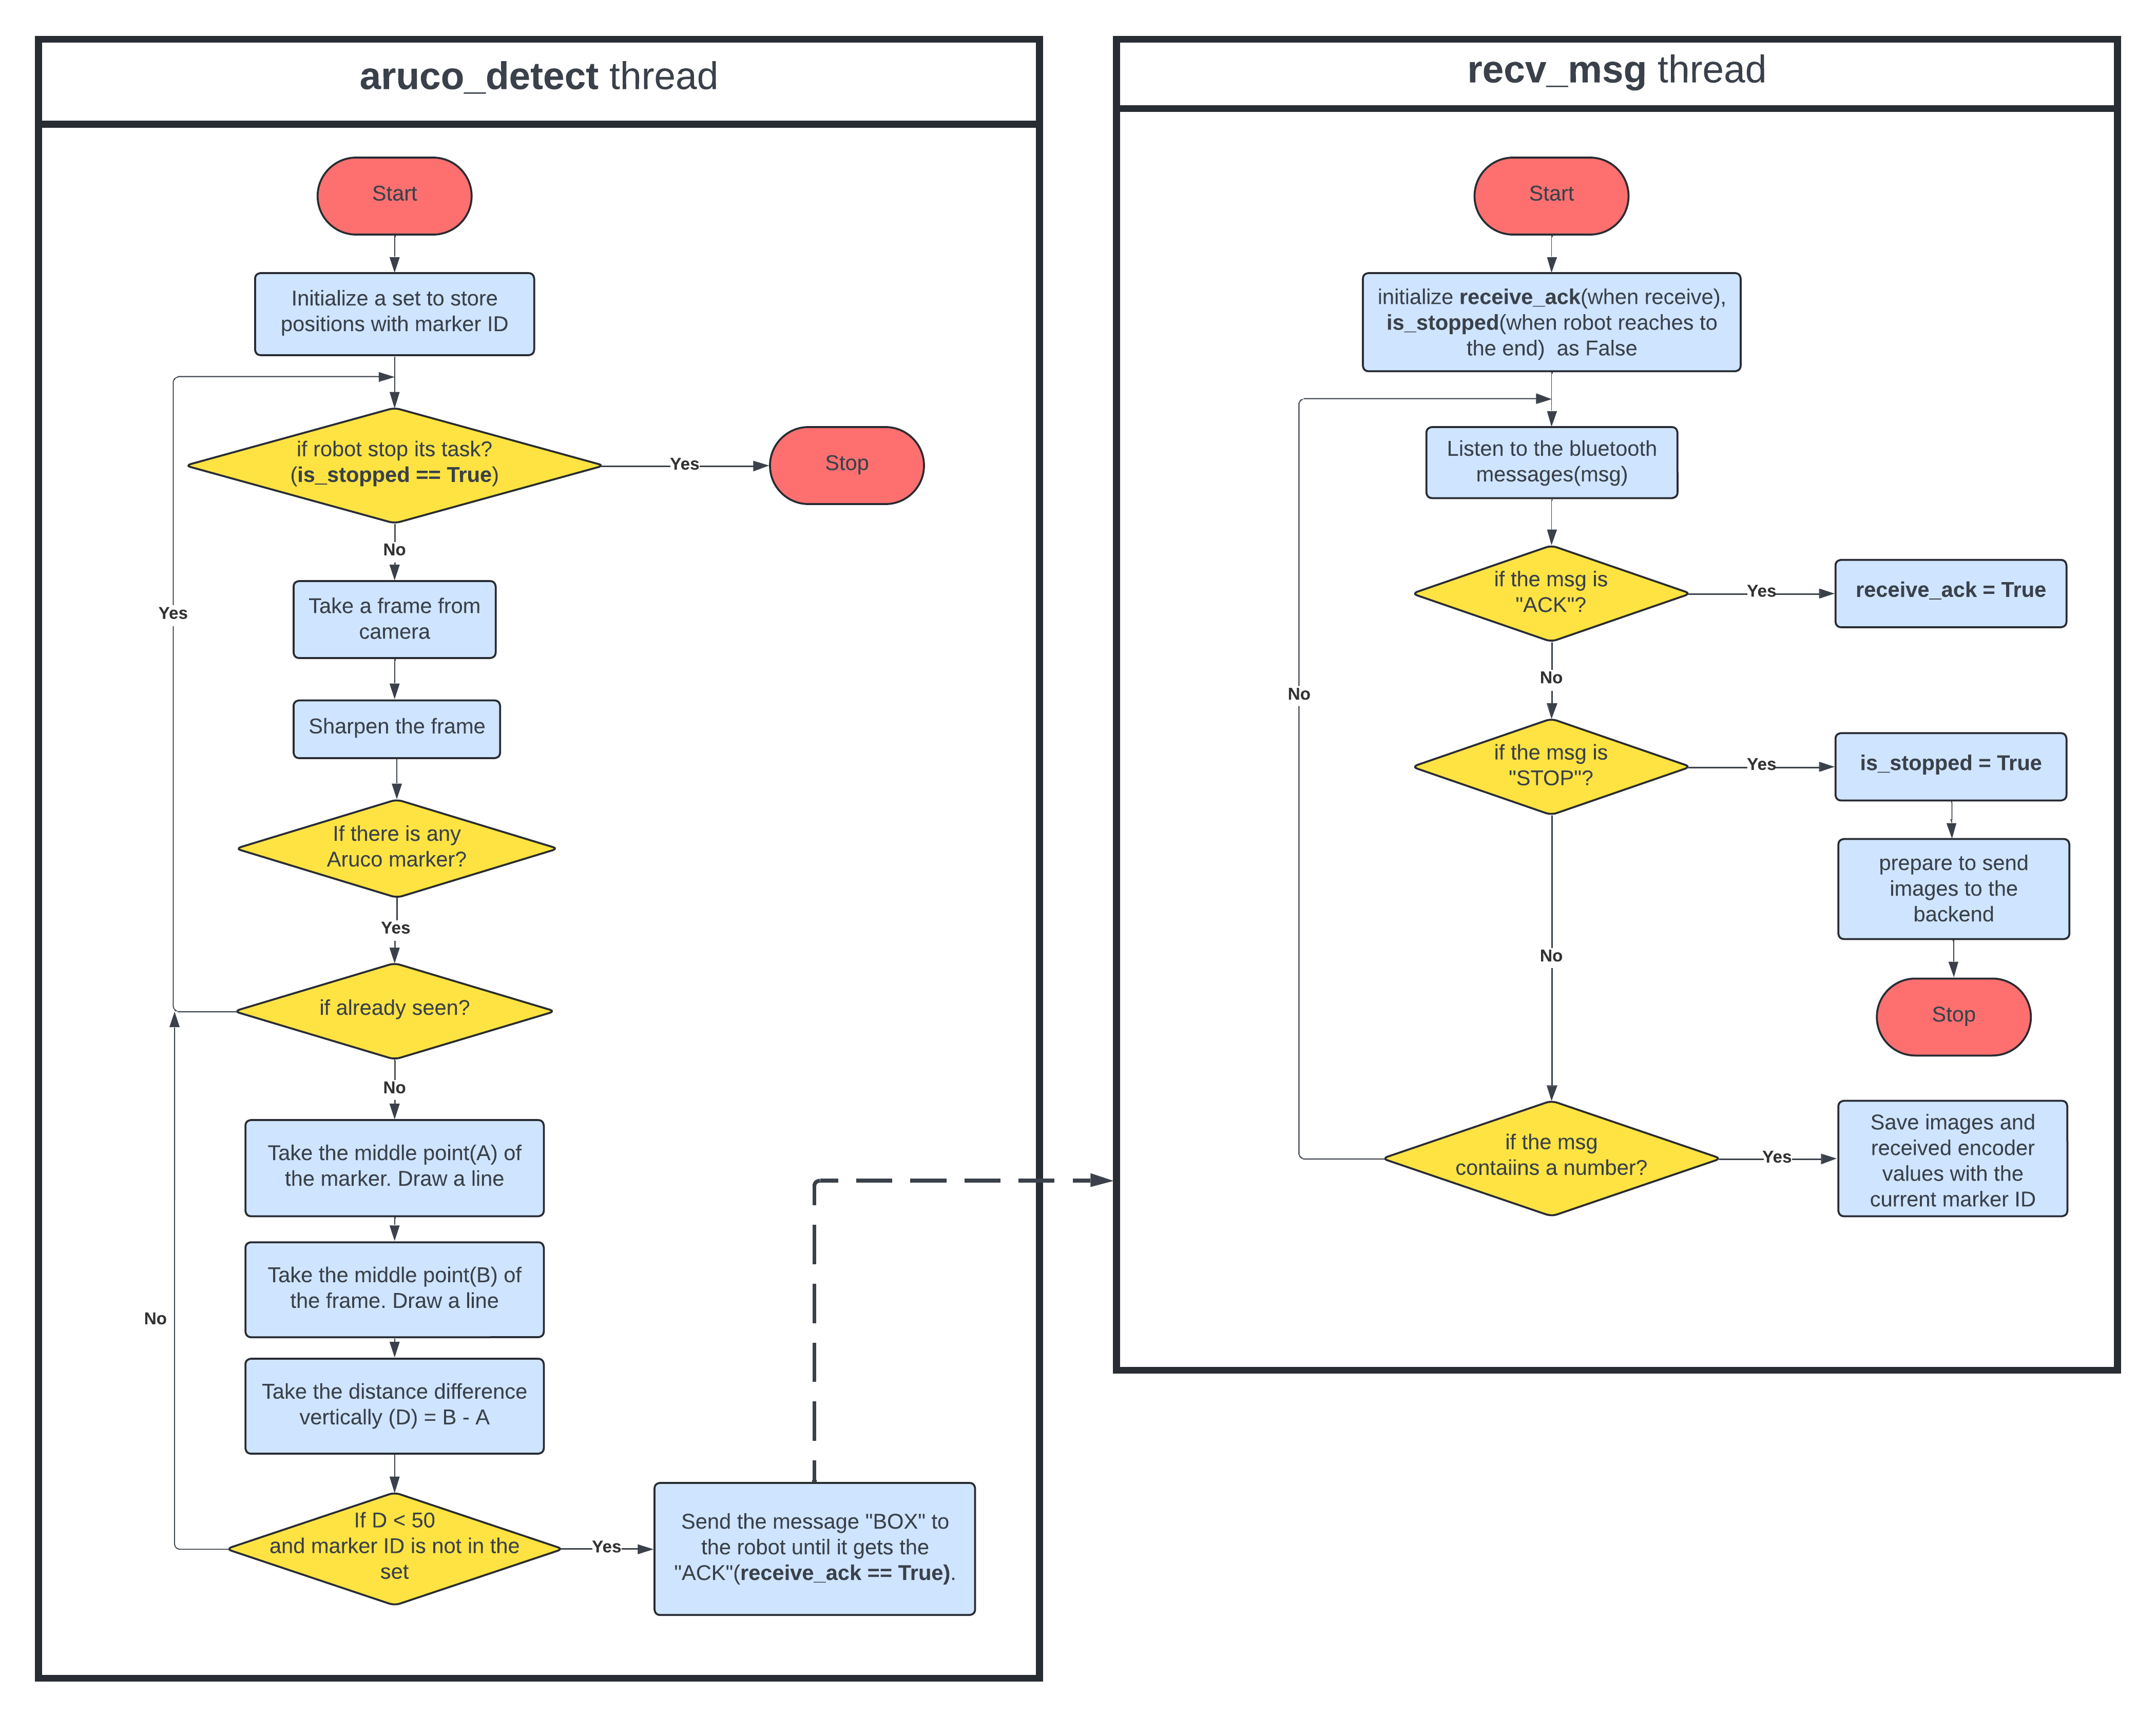 aruco_detect thread
Start
Initialize a set to store
positions with marker ID
if robot stop its task?
(is_stopped == True)
Yes
Stop
No
Take a frame from
camera
Yes
Sharpen the frame
If there is any
Aruco marker?
Yes
if already seen?
No
Take the middle point(A) of
the marker. Draw a line
Take the middle point(B) of
the frame. Draw a line
No
Take the distance difference
vertically (D) = B - A
If D < 50
and marker ID is not in the
set
Yes
Send the message "BOX" to
the robot until it gets the
"ACK"(receive_ack == True).
recv_msg thread
Start
initialize receive_ack(when receive),
is_stopped(when robot reaches to
the end)  as False
Listen to the bluetooth
messages(msg)
if the msg is
"ACK"?
Yes
receive_ack = True
No
No
if the msg is
"STOP"?
Yes
is_stopped = True
prepare to send
images to the
backend
Stop
No
if the msg
contaiins a number?
Yes
Save images and
received encoder
values with the
current marker ID